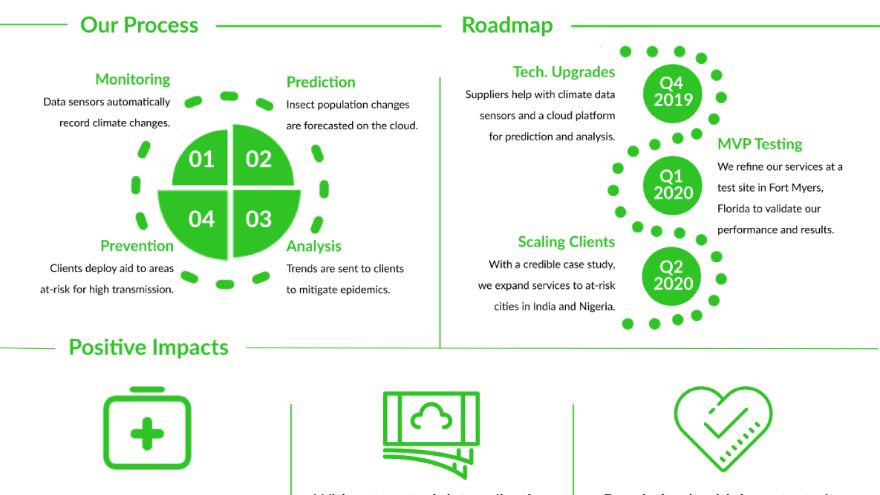 Our Process
Monitoring
Data sensors automatically
record climate changes.
Prediction
Insect population changes
are forecasted on the cloud.
01
02
04
03
Prevention
Clients deploy aid to areas
at-risk for high transmission.
Analysis
Trends are sent to clients
to mitigate epidemics.
Roadmap
Tech. Upgrades
Suppliers help with climate data
sensors and a cloud platform
for prediction and analysis.
Q4
2019
MVP Testing
We refine our services at a
test site in Fort Myers,
Florida to validate our
performance and results.
Q1
2020
Scaling Clients
With a credible case study,
we expand services to at-risk
cities in India and Nigeria.
Q2
2020
Positive Impacts